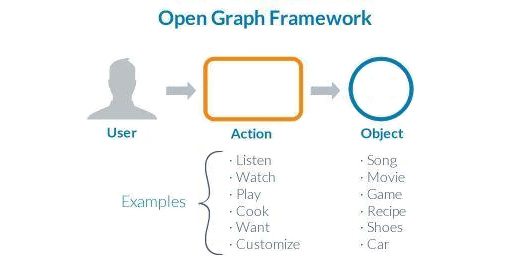 Open Graph Framework
User
Action
Object
Examples
· Listen
· Watch
· Play
· Cook
· Want
· Customize
· Song
· Movie
· Game
· Recipe
· Shoes
· Car